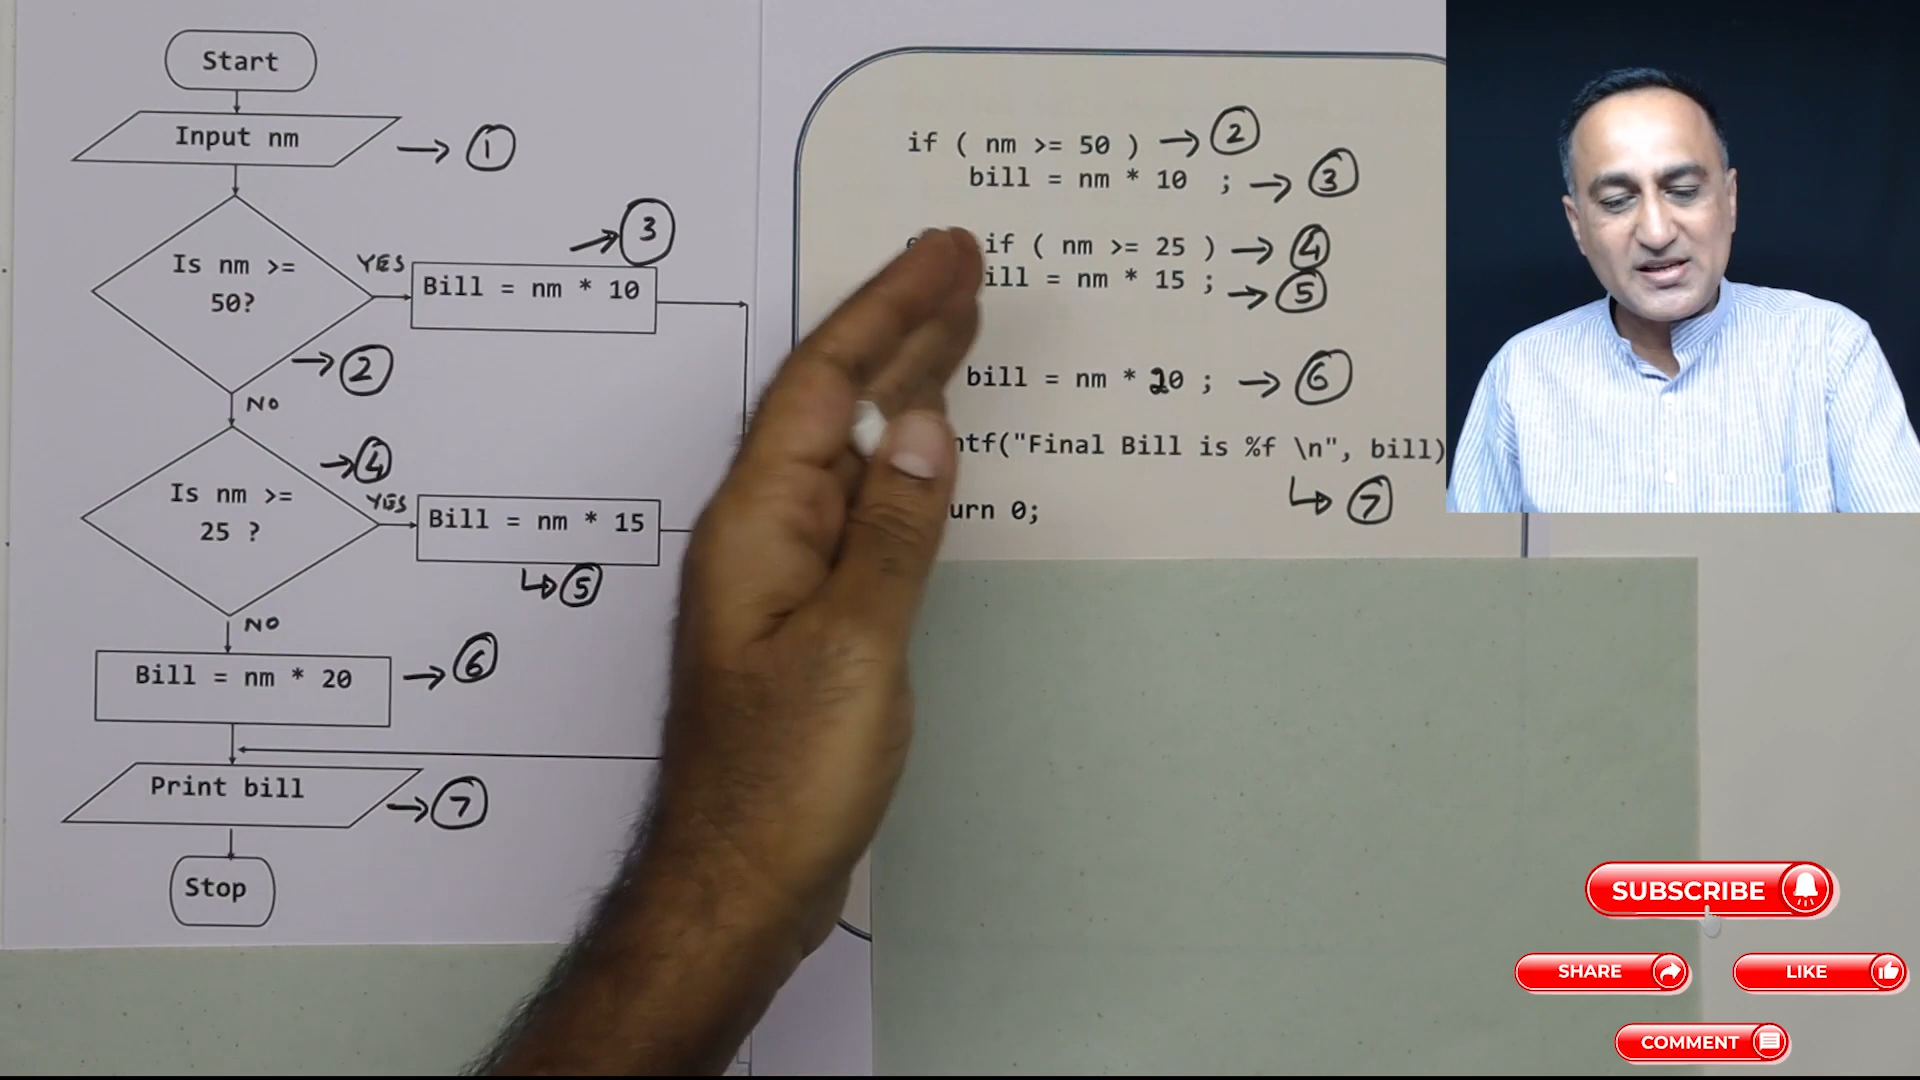 Start
Input nm
→ 1
Is nm >=
50?
YES
→ 2
NO
→ 3
Bill = nm * 10
Is nm >=
25 ?
→ 4
YES
Bill = nm * 15
↳ 5
NO
Bill = nm * 20
→ 6
Print bill
→ 7
Stop
if ( nm >= 50 ) → 2
bill = nm * 10 ; → 3
if ( nm >= 25 ) → 4
ill = nm * 15 ; → 5
bill = nm * 20 ; → 6
ntf("Final Bill is %f \n", bill)
↳ 7
urn 0;
SUBSCRIBE
SHARE
LIKE
COMMENT